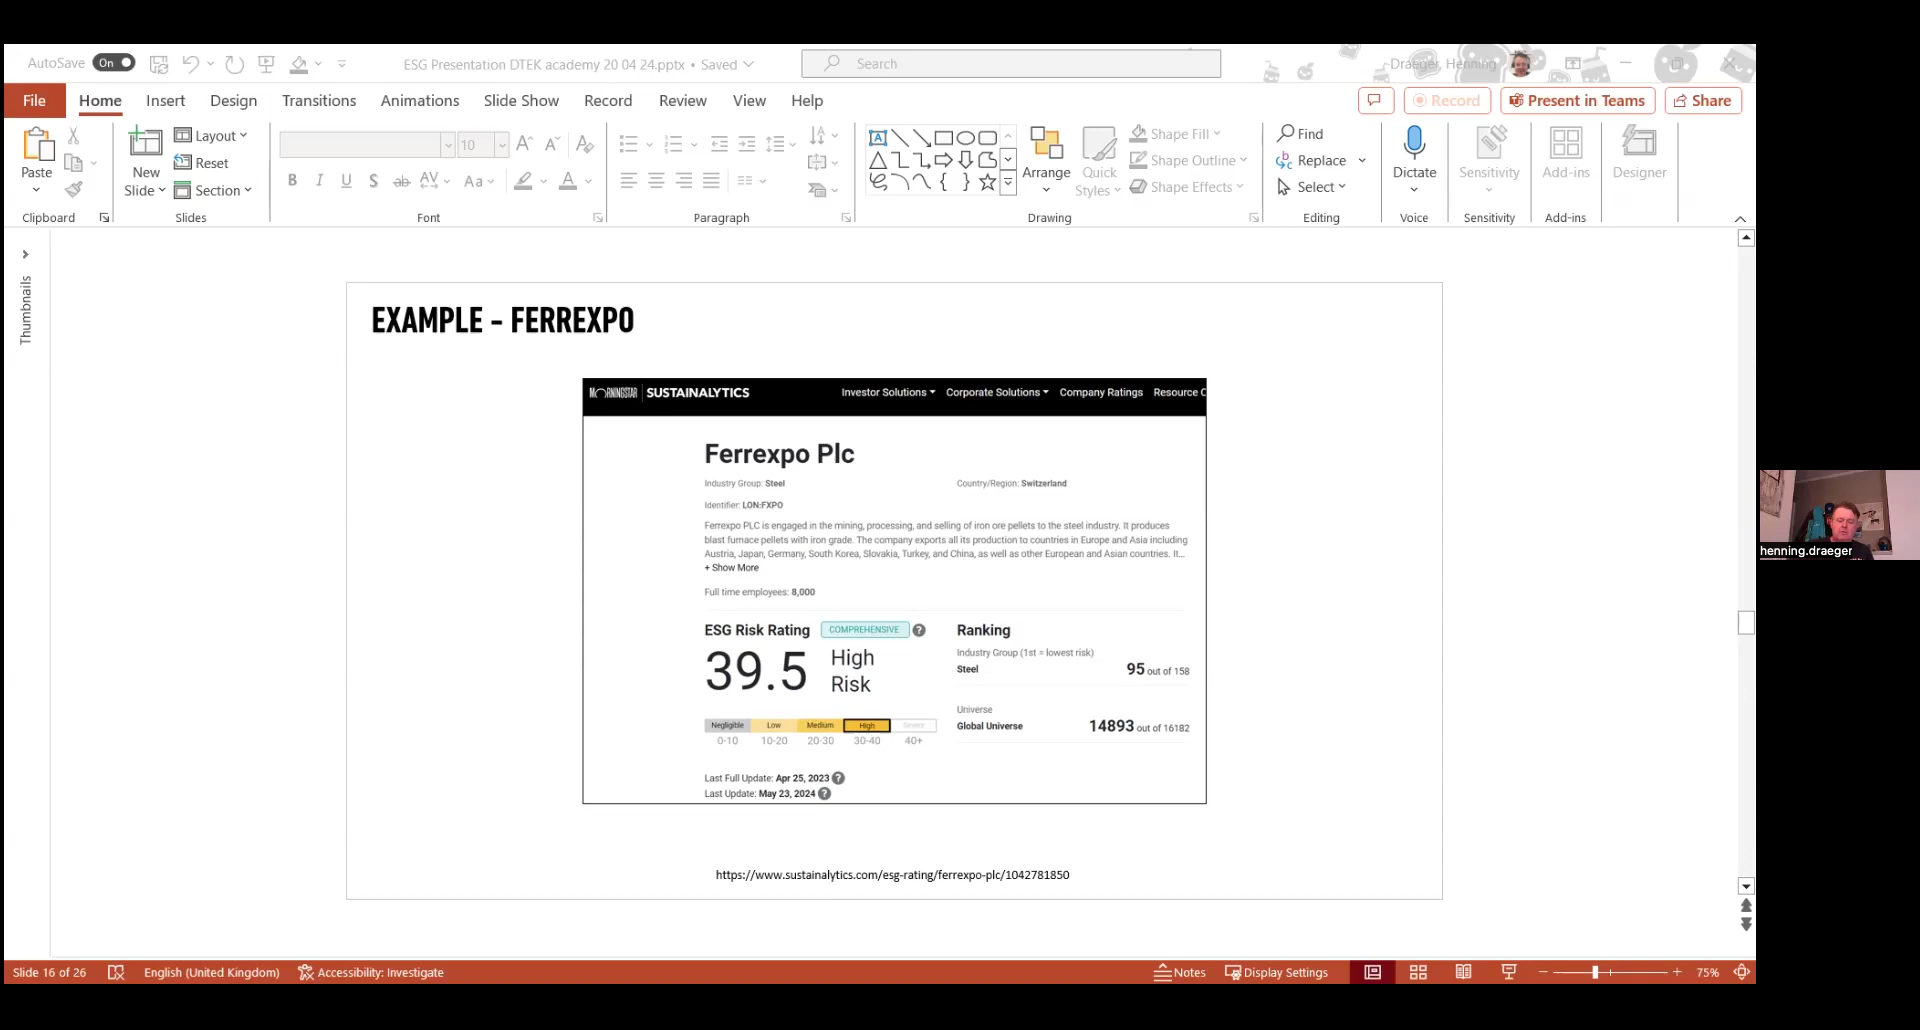 AutoSave On ESG Presentation DTEK academy 20 04 24.pptx • Saved Search Draeger, Henning
File Home Insert Design Transitions Animations Slide Show Record Review View Help Record Present in Teams Share
Paste New Slide Layout Reset Section 10 Arrange Quick Styles Shape Fill Shape Outline Shape Effects Find Replace Select Dictate Sensitivity Add-ins Designer
Clipboard Slides Font Paragraph Drawing Editing Voice Sensitivity Add-ins
Thumbnails
EXAMPLE - FERREXPO
MORNINGSTAR SUSTAINALYTICS Investor Solutions Corporate Solutions Company Ratings Resource C
Ferrexpo Plc
Industry Group: Steel Country/Region: Switzerland
Identifier: LON:FXPO
Ferrexpo PLC is engaged in the mining, processing, and selling of iron ore pellets to the steel industry. It produces
blast furnace pellets with iron grade. The company exports all its production to countries in Europe and Asia including
Austria, Japan, Germany, South Korea, Slovakia, Turkey, and China, as well as other European and Asian countries. It...
+ Show More
Full time employees: 8,000
ESG Risk Rating COMPREHENSIVE ? Ranking
39.5 High Risk
Industry Group (1st = lowest risk)
Steel 95 out of 158
Universe
Global Universe 14893 out of 16182
Negligible Low Medium High Severe
0-10 10-20 20-30 30-40 40+
Last Full Update: Apr 25, 2023 ?
Last Update: May 23, 2024 ?
https://www.sustainalytics.com/esg-rating/ferrexpo-plc/1042781850
henning.draeger
Slide 16 of 26 English (United Kingdom) Accessibility: Investigate Notes Display Settings 75%